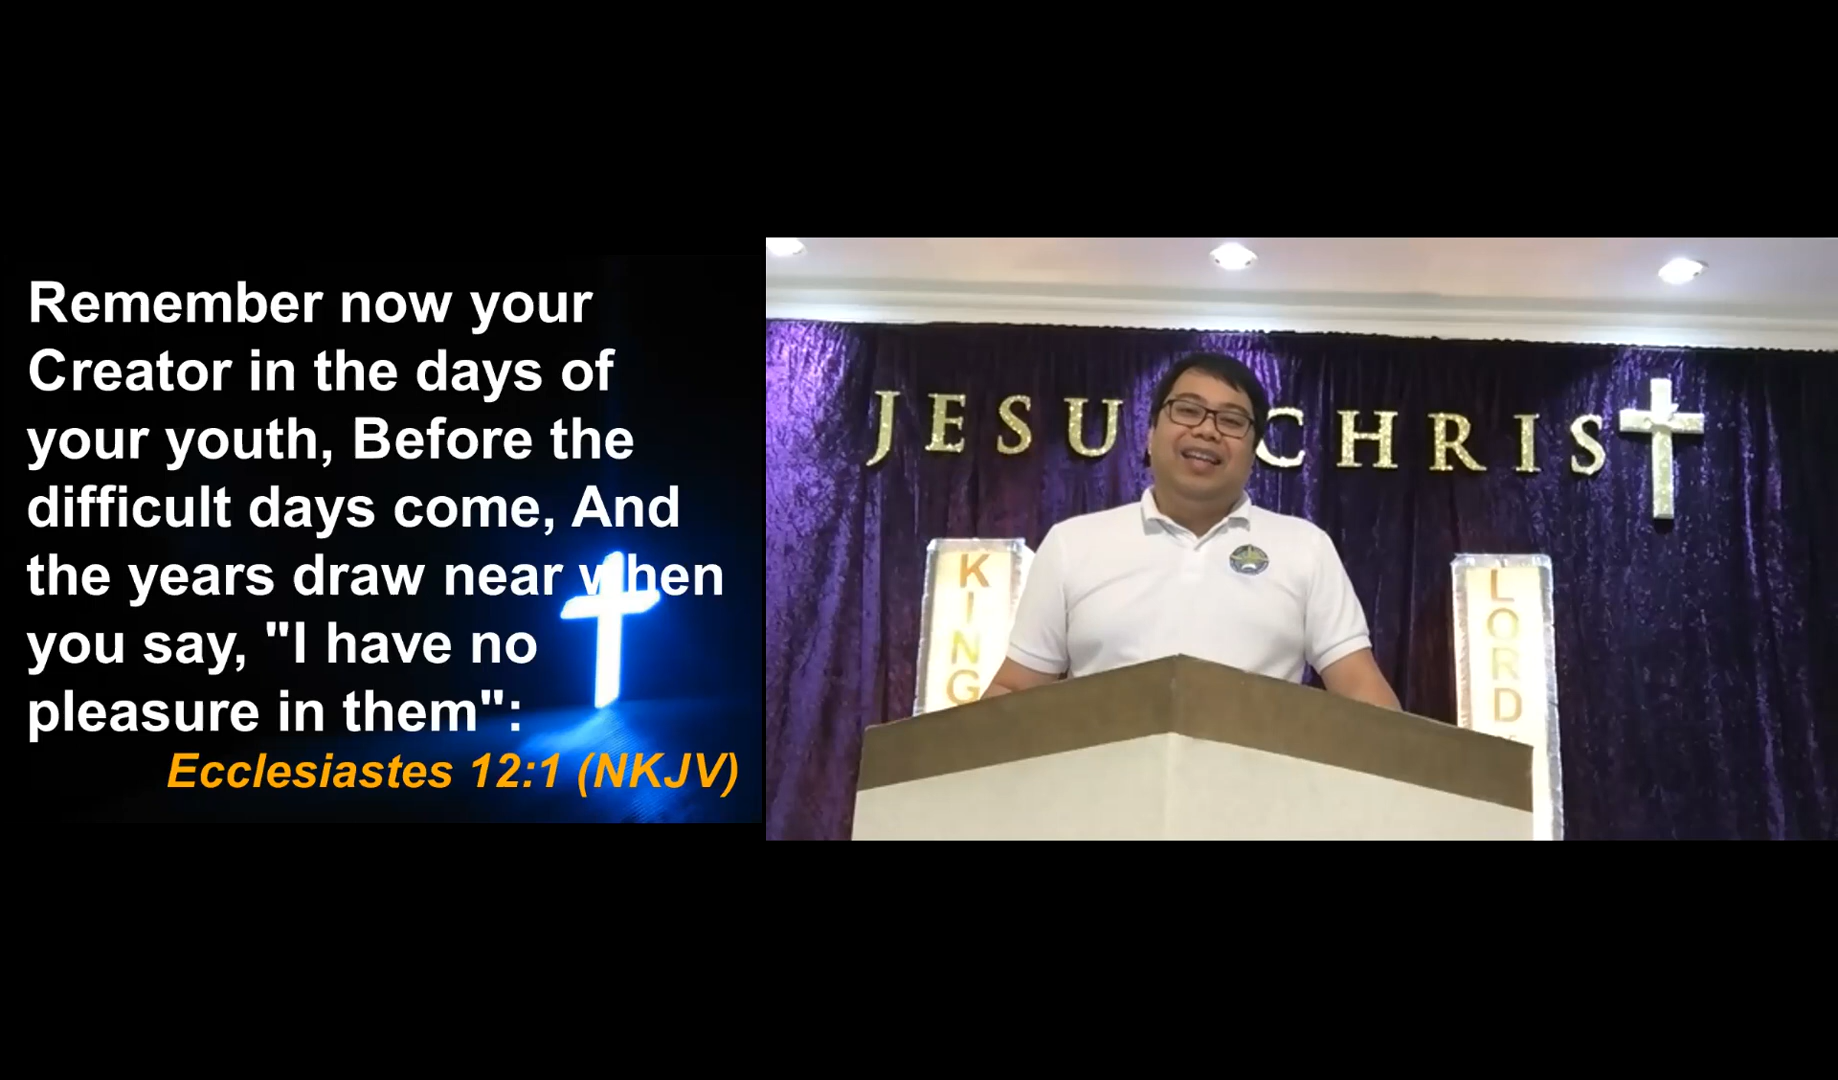 Remember now your
Creator in the days of
your youth, Before the
difficult days come, And
the years draw near when
you say, "I have no
pleasure in them":
Ecclesiastes 12:1 (NKJV)
JESU CHRIST
KING
LORD